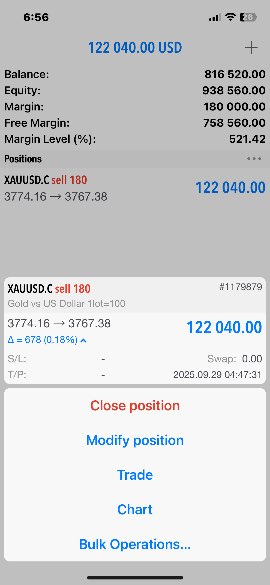 6:56
122 040.00 USD
Balance: 816 520.00
Equity: 938 560.00
Margin: 180 000.00
Free Margin: 758 560.00
Margin Level (%): 521.42
Positions
XAUUSD.C sell 180
3774.16 → 3767.38 122 040.00
XAUUSD.C sell 180 #1179879
Gold vs US Dollar 1lot=100
3774.16 → 3767.38 122 040.00
Δ = 678 (0.18%)
S/L: - Swap: 0.00
T/P: - 2025.09.29 04:47:31
Close position
Modify position
Trade
Chart
Bulk Operations...